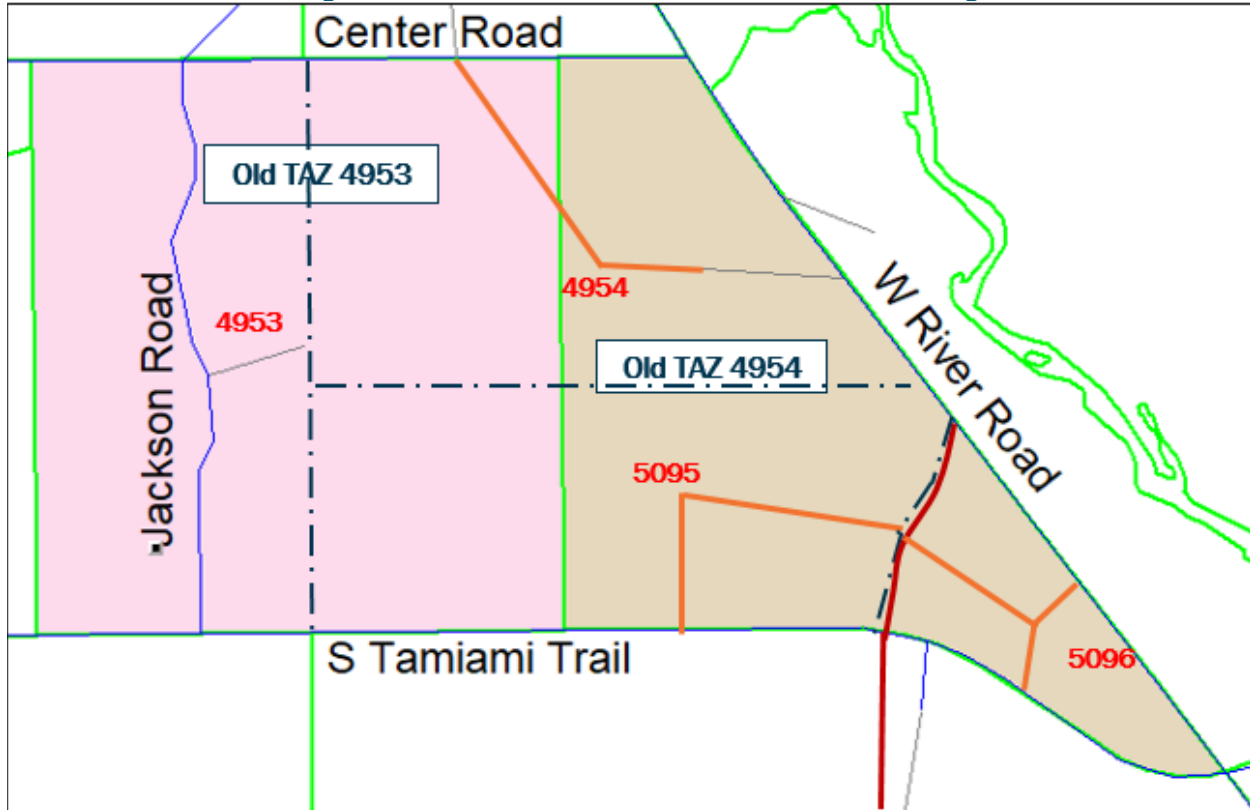 Center Road
Old TAZ 4953
4954
W River Road
Jackson Road
4953
Old TAZ 4954
5095
S Tamiami Trail
5096